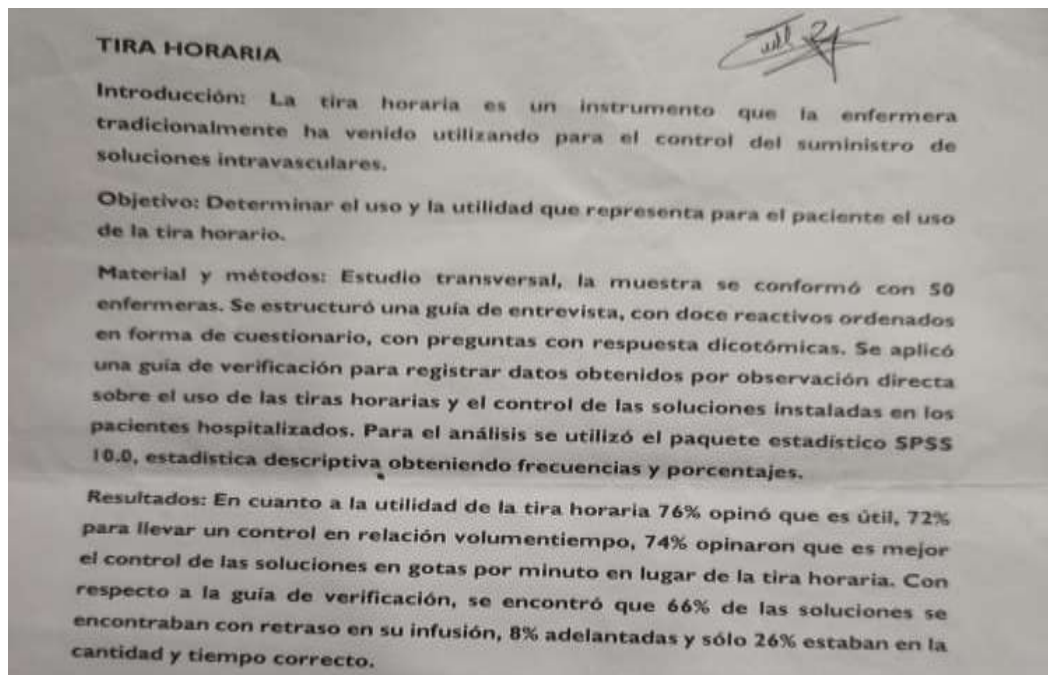 TIRA HORARIA
Introducción: La tira horaria es un instrumento que la enfermera
tradicionalmente ha venido utilizando para el control del suministro de
soluciones intravasculares.
Objetivo: Determinar el uso y la utilidad que representa para el paciente el uso
de la tira horario.
Material y métodos: Estudio transversal, la muestra se conformó con 50
enfermeras. Se estructuró una guía de entrevista, con doce reactivos ordenados
en forma de cuestionario, con preguntas con respuesta dicotómicas. Se aplicó
una guía de verificación para registrar datos obtenidos por observación directa
sobre el uso de las tiras horarias y el control de las soluciones instaladas en los
pacientes hospitalizados. Para el análisis se utilizó el paquete estadístico SPSS
10.0, estadística descriptiva obteniendo frecuencias y porcentajes.
Resultados: En cuanto a la utilidad de la tira horaria 76% opinó que es útil, 72%
para llevar un control en relación volumentiempo, 74% opinaron que es mejor
el control de las soluciones en gotas por minuto en lugar de la tira horaria. Con
respecto a la guía de verificación, se encontró que 66% de las soluciones se
encontraban con retraso en su infusión, 8% adelantadas y sólo 26% estaban en la
cantidad y tiempo correcto.